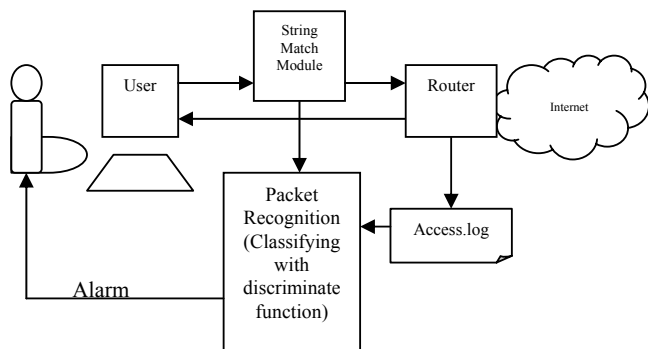 String
Match
Module
User
Router
Internet
Packet
Recognition
(Classifying
with
discriminate
function)
Access.log
Alarm